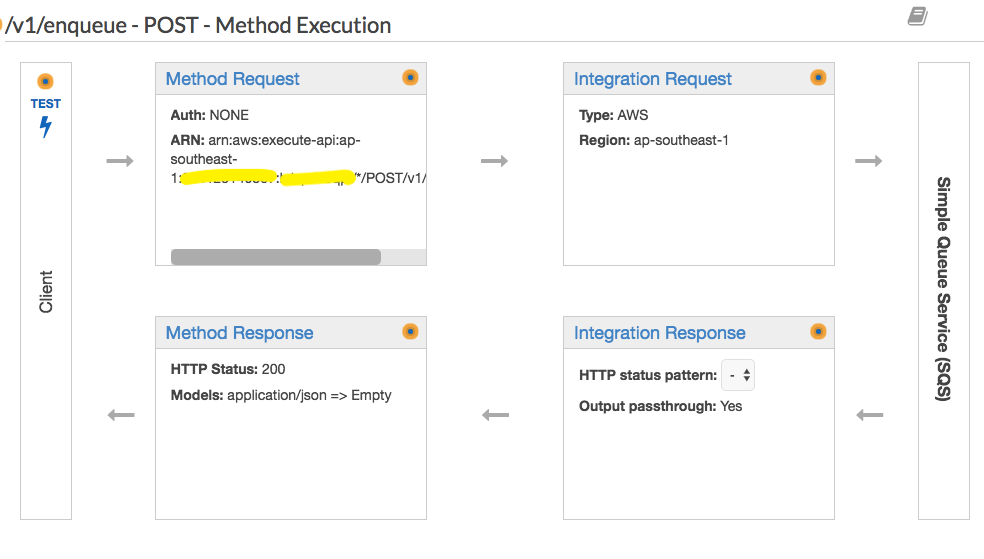 /v1/enqueue - POST - Method Execution
TEST
Client
Method Request
Auth: NONE
ARN: arn:aws:execute-api:ap-
southeast-
1:
/*/POST/v1/
Integration Request
Type: AWS
Region: ap-southeast-1
Method Response
HTTP Status: 200
Models: application/json => Empty
Integration Response
HTTP status pattern: -
Output passthrough: Yes
Simple Queue Service (SQS)